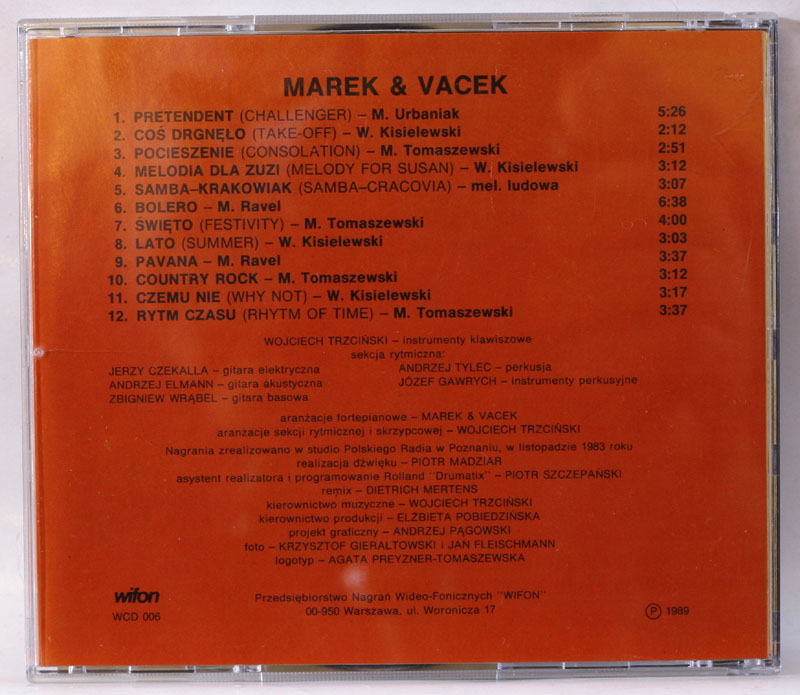 MAREK & VACEK
1. PRETENDENT (CHALLENGER) – M. Urbaniak 5:26
2. COŚ DRGNĘŁO (TAKE-OFF) – W. Kisielewski 2:12
3. POCIESZENIE (CONSOLATION) – M. Tomaszewski 2:51
4. MELODIA DLA ZUZI (MELODY FOR SUSAN) – W. Kisielewski 3:12
5. SAMBA–KRAKOWIAK (SAMBA–CRACOVIA) – mel. ludowa 3:07
6. BOLERO – M. Ravel 6:38
7. ŚWIĘTO (FESTIVITY) – M. Tomaszewski 4:00
8. LATO (SUMMER) – W. Kisielewski 3:03
9. PAVANA – M. Ravel 3:37
10. COUNTRY ROCK – M. Tomaszewski 3:12
11. CZEMU NIE (WHY NOT) – W. Kisielewski 3:17
12. RYTM CZASU (RHYTM OF TIME) – M. Tomaszewski 3:37
WOJCIECH TRZCIŃSKI – instrumenty klawiszowe
sekcja rytmiczna:
JERZY CZEKALLA – gitara elektryczna
ANDRZEJ ELMANN – gitara akustyczna
ZBIGNIEW WRĄBEL – gitara basowa
ANDRZEJ TYLEC – perkusja
JÓZEF GAWRYCH – instrumenty perkusyjne
aranżacje fortepianowe – MAREK & VACEK
aranżacje sekcji rytmicznej i skrzypcowej – WOJCIECH TRZCIŃSKI
Nagrania zrealizowano w studio Polskiego Radia w Poznaniu, w listopadzie 1983 roku
realizacja dźwięku – PIOTR MADZIAR
asystent realizatora i programowanie Rolland "Drumatix" – PIOTR SZCZEPAŃSKI
remix – DIETRICH MERTENS
kierownictwo muzyczne – WOJCIECH TRZCIŃSKI
kierownictwo produkcji – ELŻBIETA POBIEDZIŃSKA
projekt graficzny – ANDRZEJ PĄGOWSKI
foto – KRZYSZTOF GIERAŁTOWSKI i JAN FLEISCHMANN
logotyp – AGATA PREYZNER-TOMASZEWSKA
wifon
WCD 006
Przedsiębiorstwo Nagrań Wideo-Fonicznych "WIFON"
00-950 Warszawa, ul. Woronicza 17
Ⓟ 1989